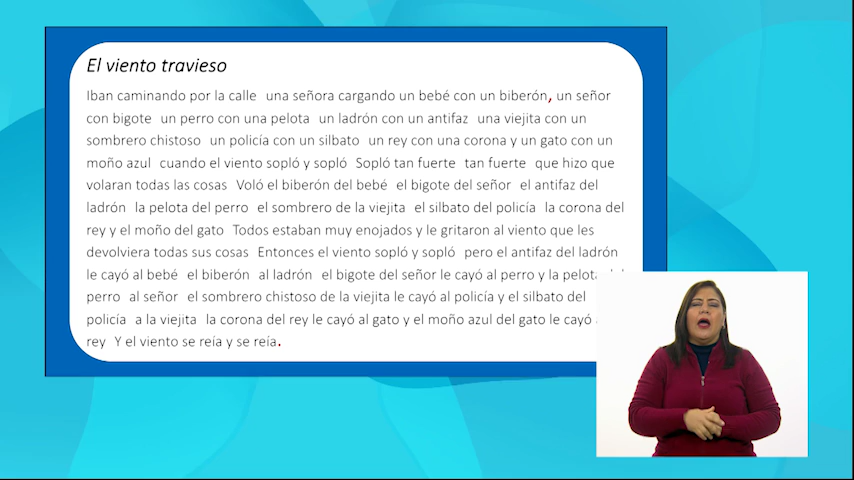 El viento travieso
Iban caminando por la calle una señora cargando un bebé con un biberón, un señor
con bigote un perro con una pelota un ladrón con un antifaz una viejita con un
sombrero chistoso un policía con un silbato un rey con una corona y un gato con un
moño azul cuando el viento sopló y sopló Sopló tan fuerte tan fuerte que hizo que
volaran todas las cosas Voló el biberón del bebé el bigote del señor el antifaz del
ladrón la pelota del perro el sombrero de la viejita el silbato del policía la corona del
rey y el moño del gato Todos estaban muy enojados y le gritaron al viento que les
devolviera todas sus cosas Entonces el viento sopló y sopló pero el antifaz del ladrón
le cayó al bebé el biberón al ladrón el bigote del señor le cayó al perro y la pelota
perro al señor el sombrero chistoso de la viejita le cayó al policía y el silbato del
policía a la viejita la corona del rey le cayó al gato y el moño azul del gato le cayó
rey Y el viento se reía y se reía.